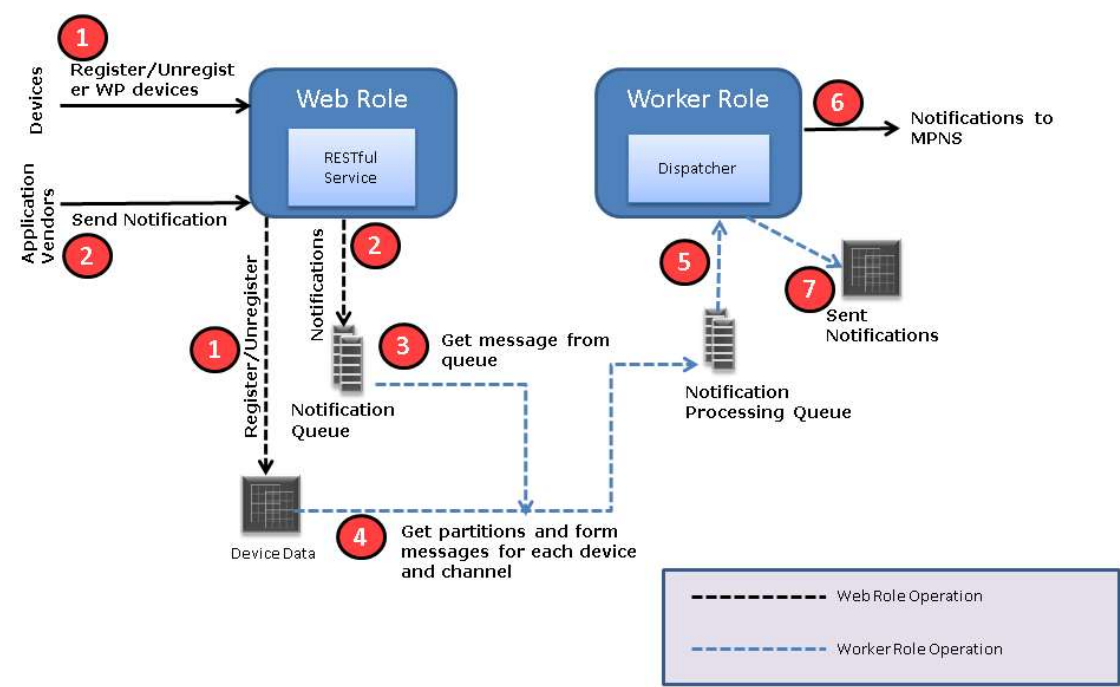 1
Register/Unregist
er WP devices
Devices
Web Role
RESTful
Service
Application
Vendors
Send Notification
2
Worker Role
Dispatcher
6
Notifications to
MPNS
Register/Unregister
1
Notifications
2
3
Get message from
queue
Notification
Queue
5
Notification
Processing Queue
7
Sent
Notifications
Device Data
4
Get partitions and form
messages for each device
and channel
Web Role Operation
Worker Role Operation